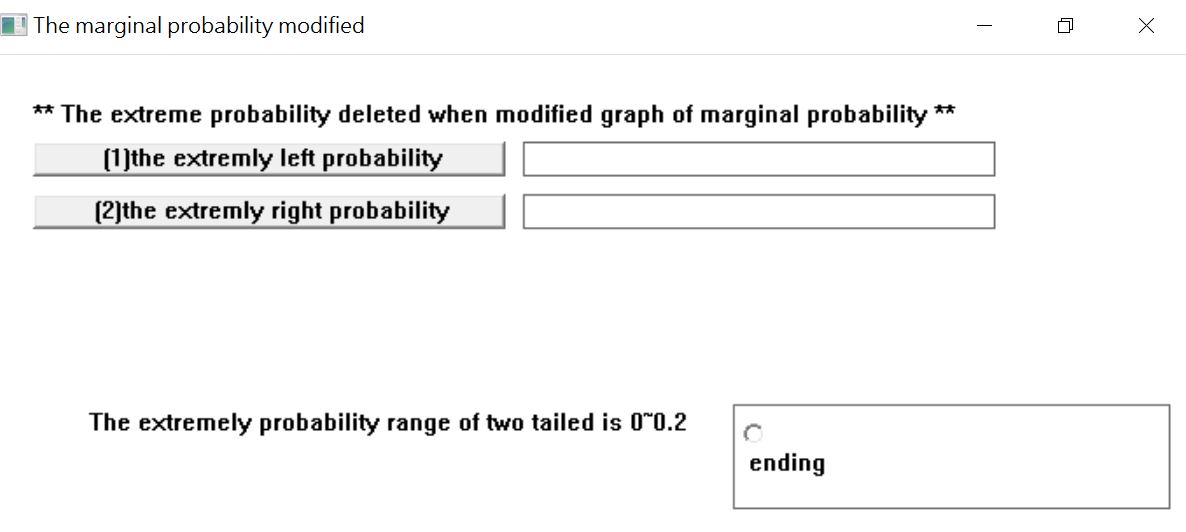 The marginal probability modified
** The extreme probability deleted when modified graph of marginal probability **
(1)the extremly left probability
(2)the extremly right probability
The extremely probability range of two tailed is 0~0.2
ending